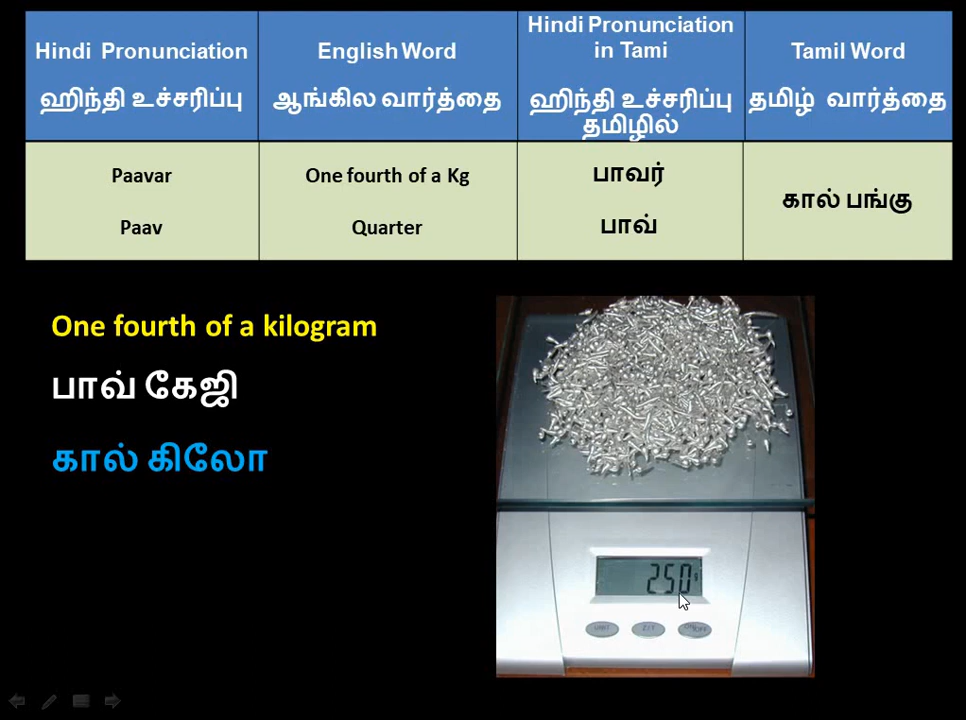 Hindi Pronunciation
ஹிந்தி உச்சரிப்பு
English Word
ஆங்கில வார்த்தை
Hindi Pronunciation
in Tami
ஹிந்தி உச்சரிப்பு
தமிழில்
Tamil Word
தமிழ் வார்த்தை
Paavar
One fourth of a Kg
பாவர்
கால் பங்கு
Paav
Quarter
பாவ்
One fourth of a kilogram
பாவ் கேஜி
கால் கிலோ
250